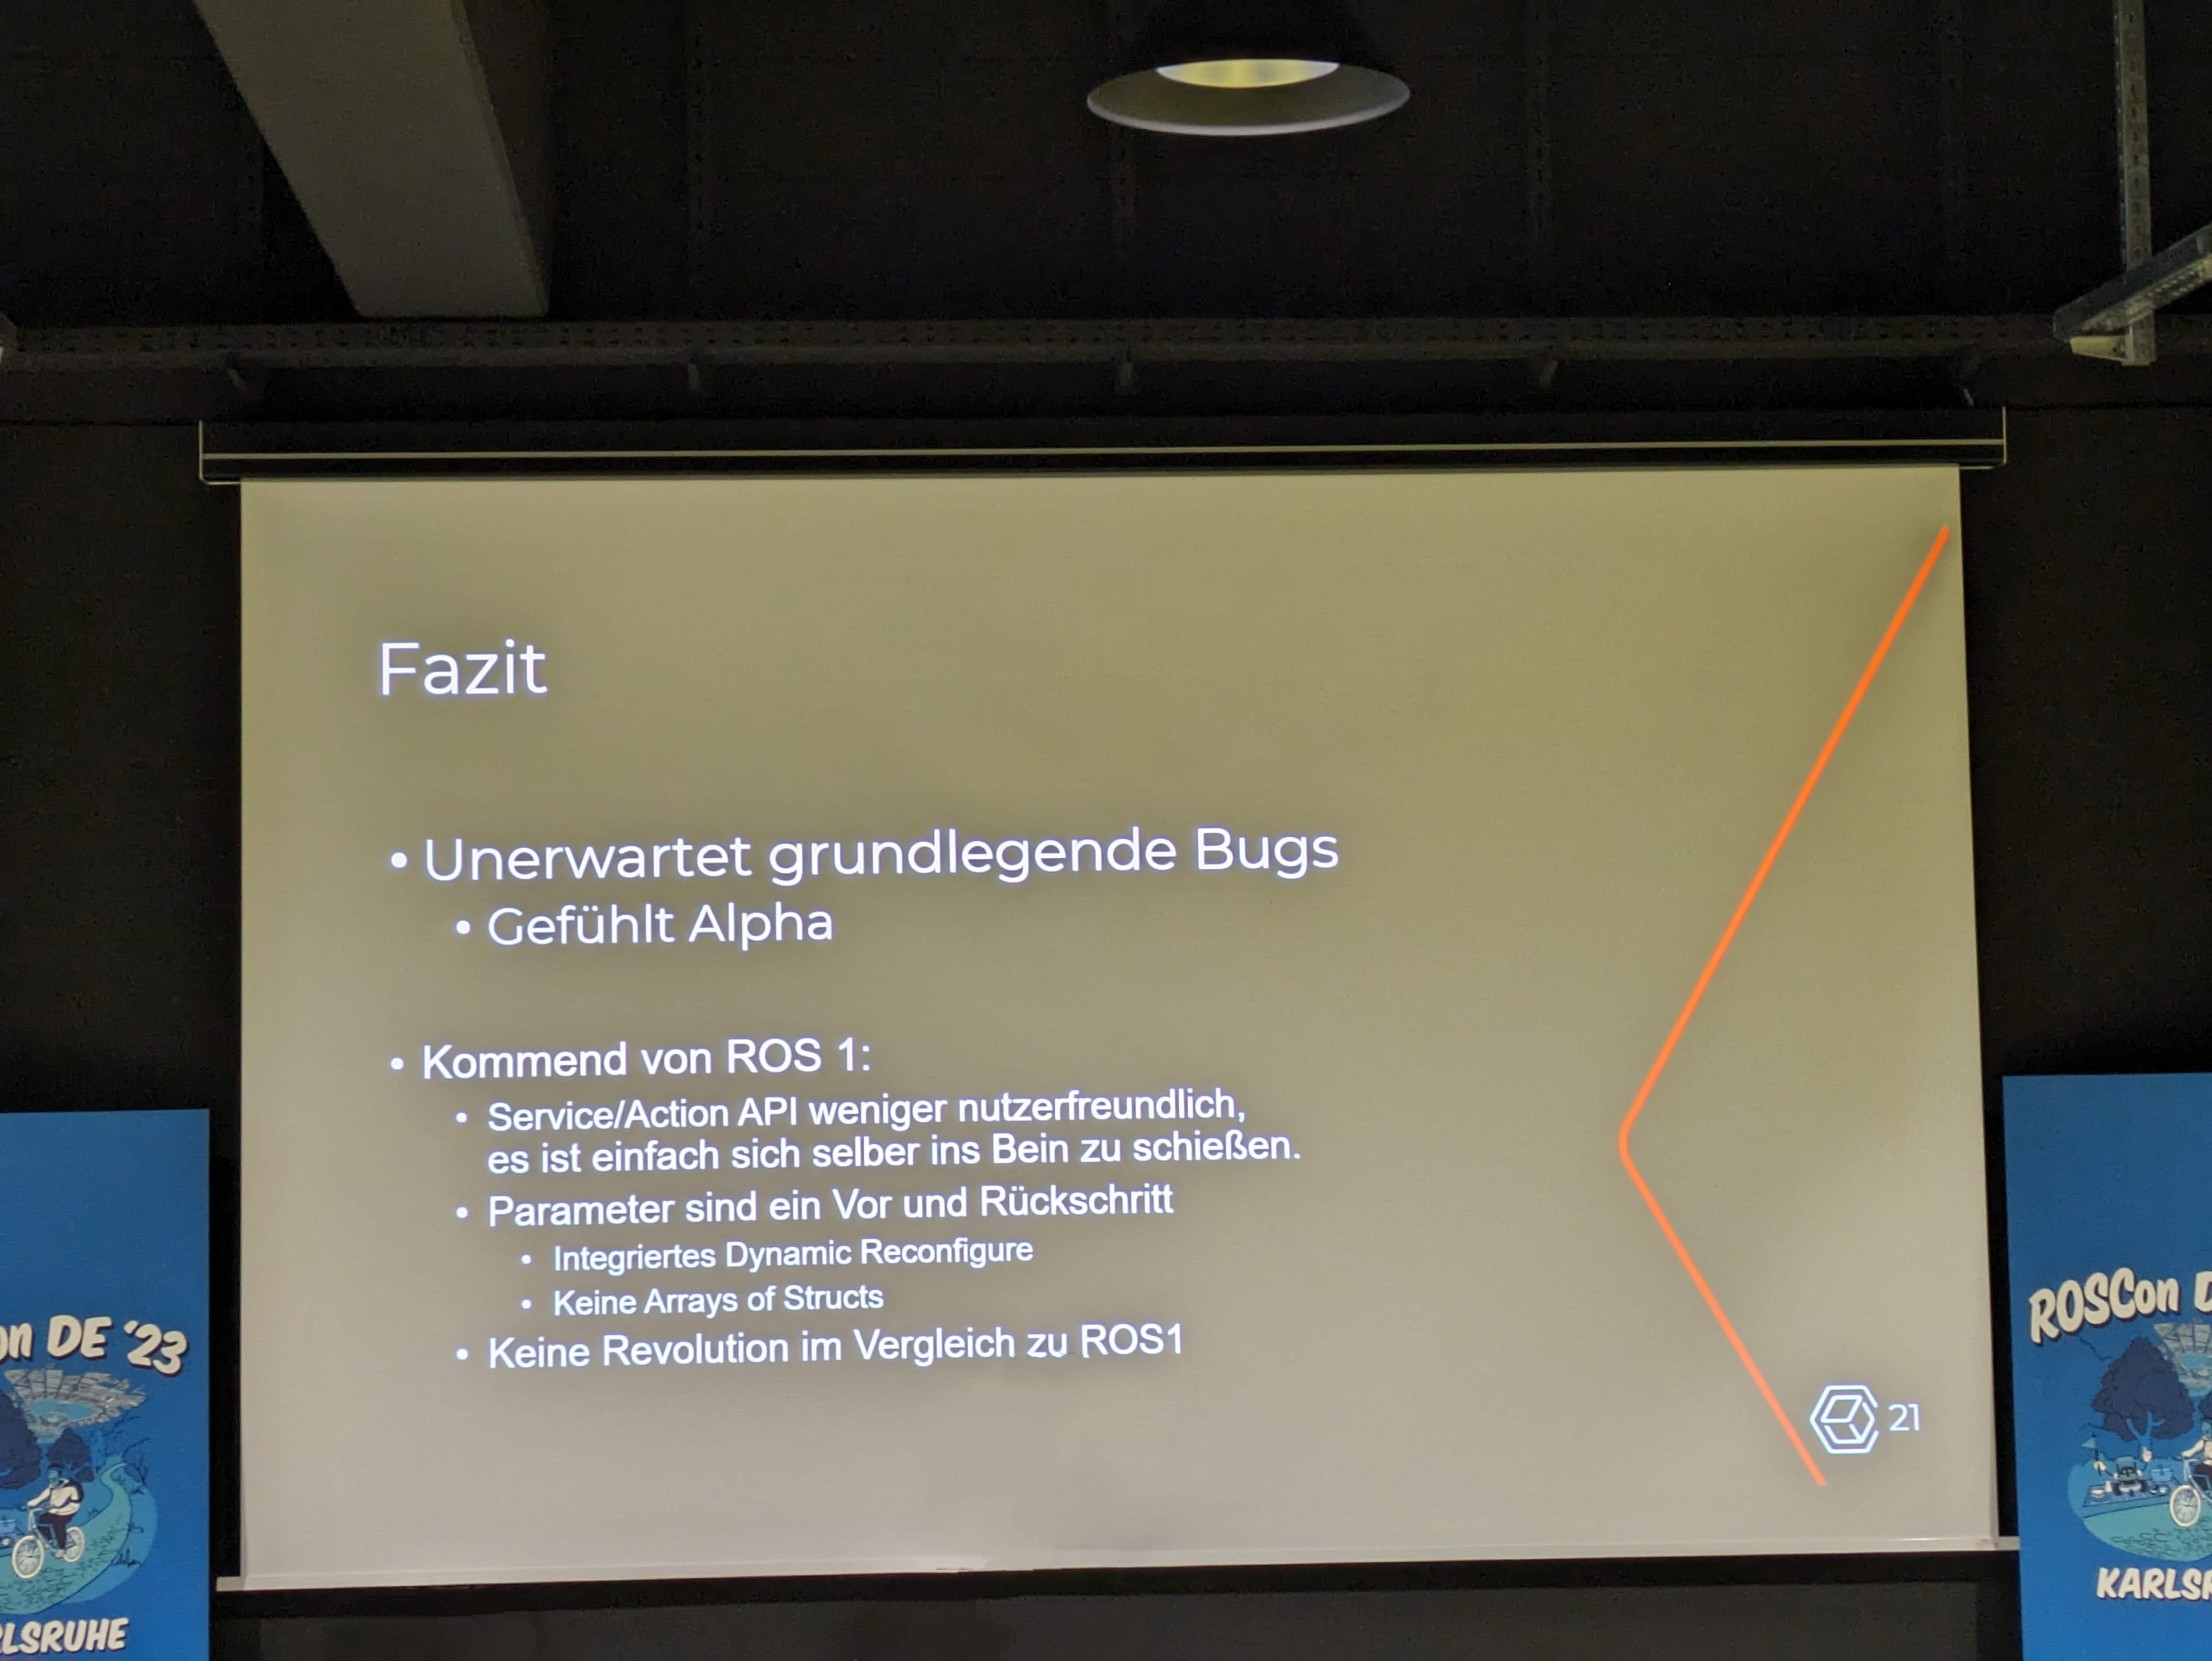 Fazit
• Unerwartet grundlegende Bugs
• Gefühlt Alpha
• Kommend von ROS 1:
• Service/Action API weniger nutzerfreundlich,
es ist einfach sich selber ins Bein zu schießen.
• Parameter sind ein Vor und Rückschritt
• Integriertes Dynamic Reconfigure
• Keine Arrays of Structs
• Keine Revolution im Vergleich zu ROS1
21
on DE '23
LSRUHE
ROSCon D
KARLSR